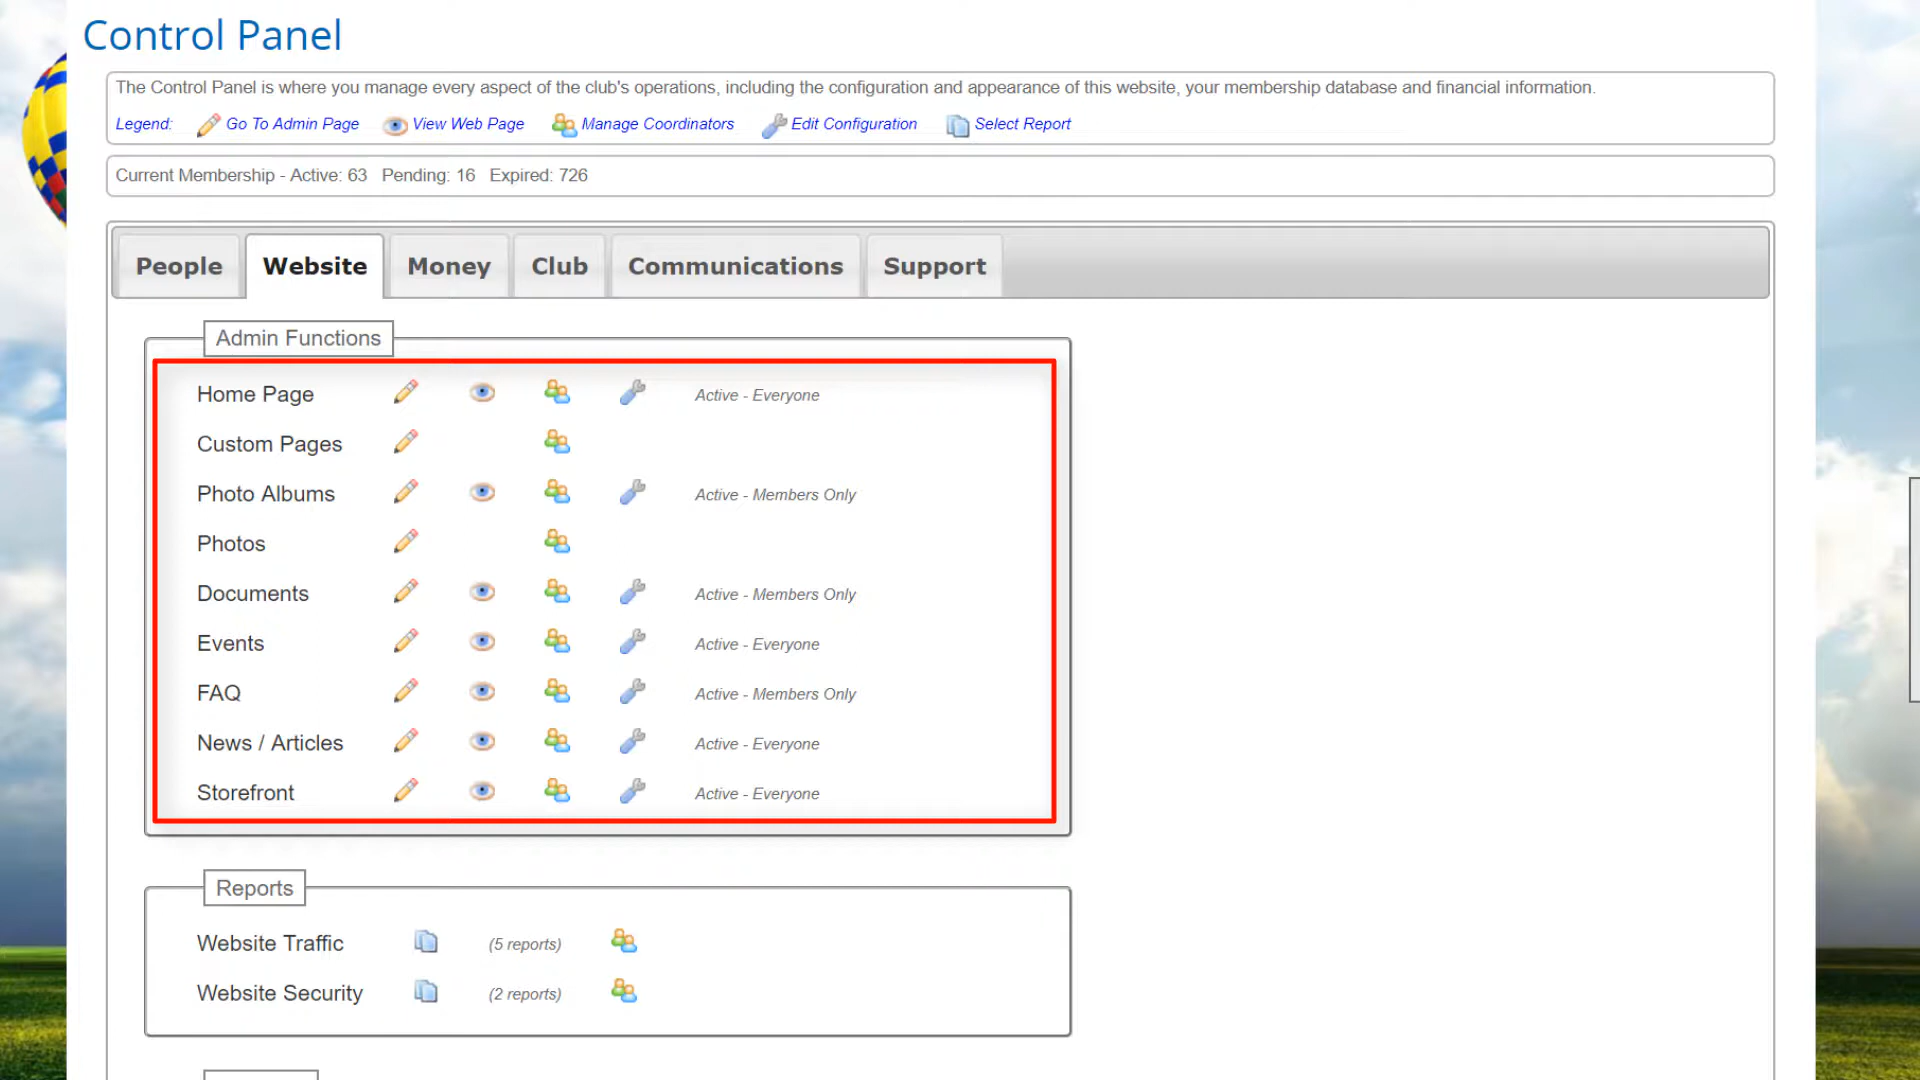 Control Panel
The Control Panel is where you manage every aspect of the club's operations, including the configuration and appearance of this website, your membership database and financial information.
Legend: Go To Admin Page View Web Page Manage Coordinators Edit Configuration Select Report
Current Membership - Active: 63 Pending: 16 Expired: 726
People Website Money Club Communications Support
Admin Functions
Home Page Active - Everyone
Custom Pages
Photo Albums Active - Members Only
Photos
Documents Active - Members Only
Events Active - Everyone
FAQ Active - Members Only
News / Articles Active - Everyone
Storefront Active - Everyone
Reports
Website Traffic (5 reports)
Website Security (2 reports)